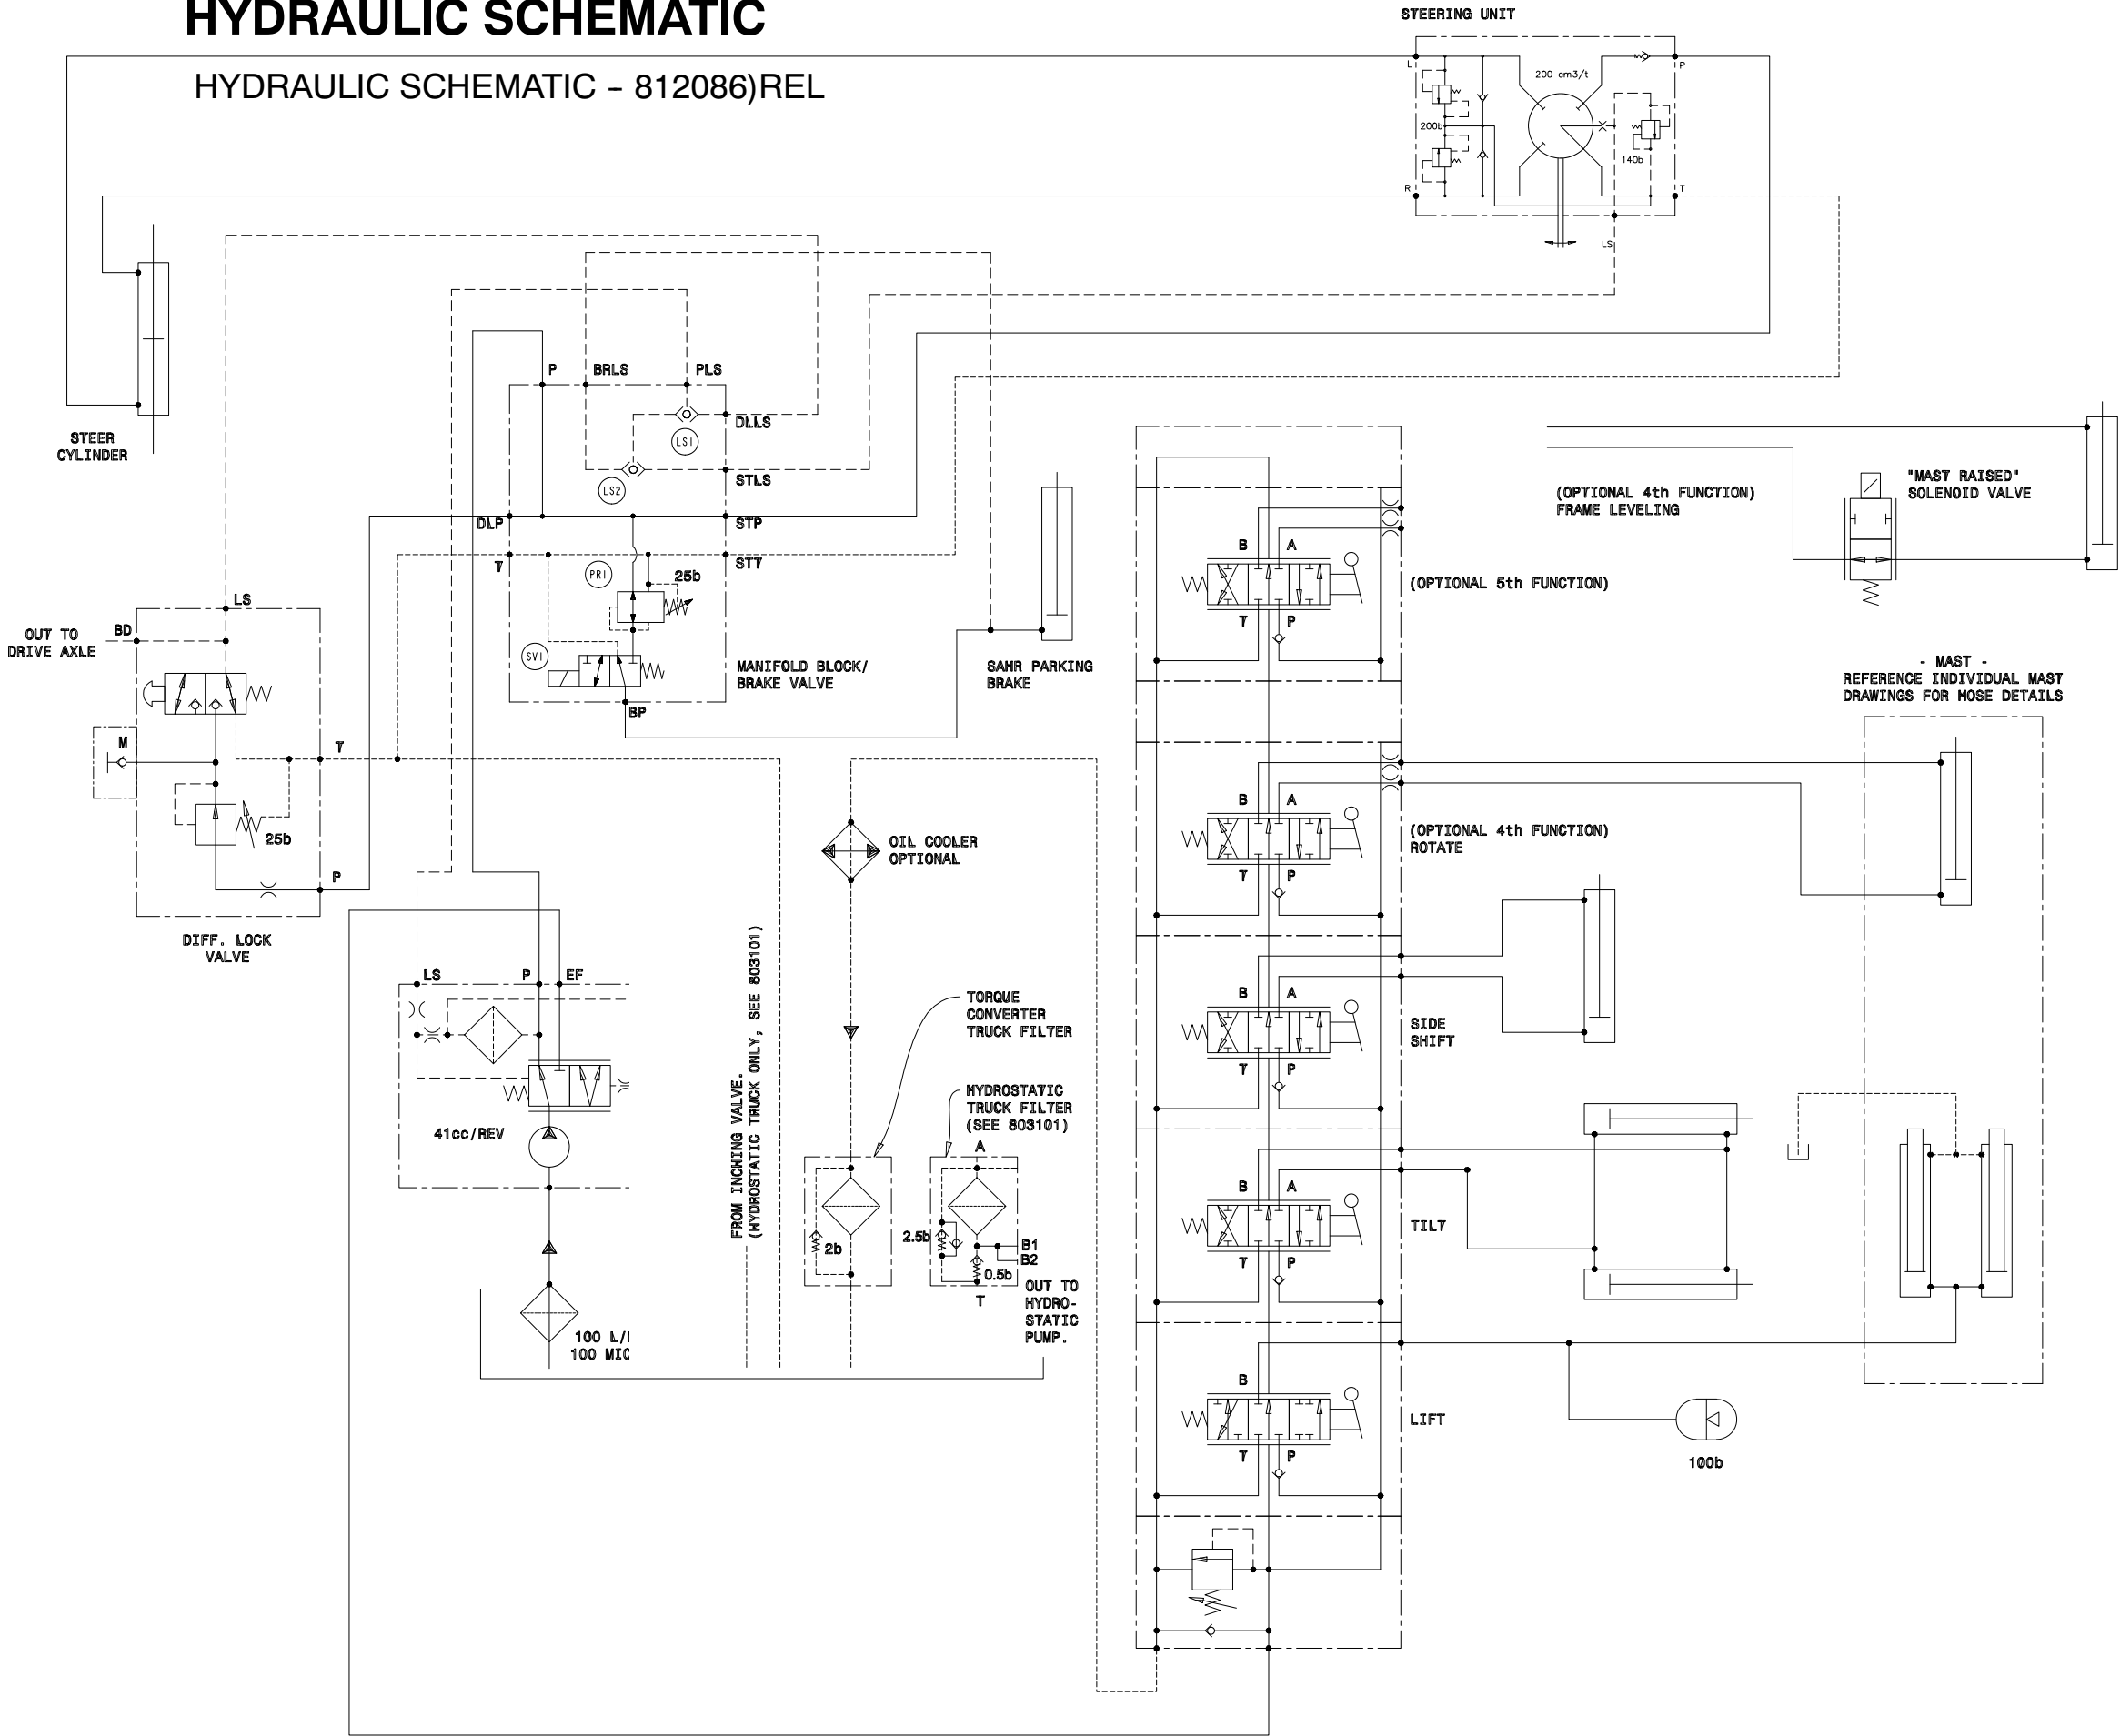 HYDRAULIC SCHEMATIC
HYDRAULIC SCHEMATIC - 812086)REL
STEERING UNIT
L
P
200 cm3/t
200b
140b
R
T
LS
STEER
CYLINDER
P
BRLS
PLS
DLLS
LS1
STLS
LS2
DLP
STP
T
STT
PR1
25b
SV1
MANIFOLD BLOCK/
BRAKE VALVE
BP
SAHR PARKING
BRAKE
LS
BD
OUT TO
DRIVE AXLE
M
T
25b
P
DIFF. LOCK
VALVE
(OPTIONAL 4th FUNCTION)
FRAME LEVELING
"MAST RAISED"
SOLENOID VALVE
B
A
(OPTIONAL 5th FUNCTION)
T
P
- MAST -
REFERENCE INDIVIDUAL MAST
DRAWINGS FOR HOSE DETAILS
B
A
(OPTIONAL 4th FUNCTION)
ROTATE
T
P
OIL COOLER
OPTIONAL
LS
P
EF
41cc/REV
100 L/
100 MIC
FROM INCHING VALVE.
(HYDROSTATIC TRUCK ONLY, SEE 803101)
TORQUE
CONVERTER
TRUCK FILTER
HYDROSTATIC
TRUCK FILTER
(SEE 803101)
A
2b
2.5b
B1
B2
0.5b
T
OUT TO
HYDRO-
STATIC
PUMP.
B
A
SIDE
SHIFT
T
P
B
A
TILT
T
P
B
LIFT
T
P
100b